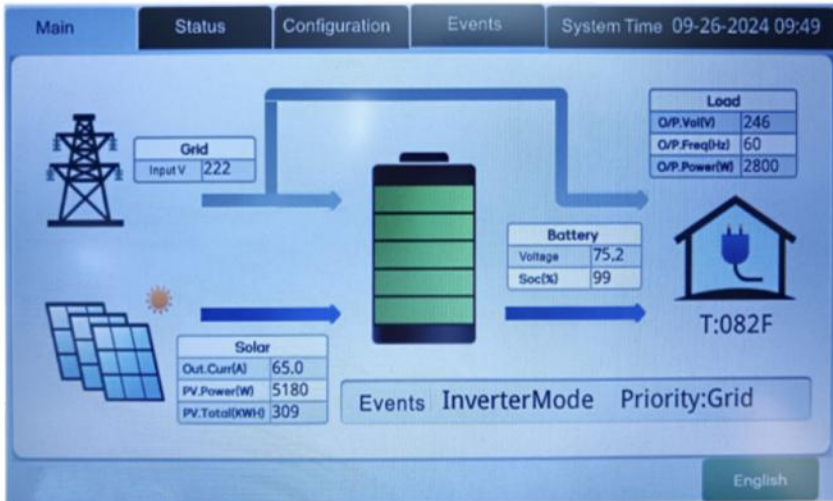 Main Status Configuration Events System Time 09-26-2024 09:49
Grid
Input V 222
Load
O/P.Vol(V) 246
O/P.Freq(Hz) 60
O/P.Power(W) 2800
Battery
Voltage 75.2
Soc(%) 99
T:082F
Solar
Out.Curr(A) 65.0
PV.Power(W) 5180
PV.Total(KWH) 309
Events InverterMode Priority:Grid
English